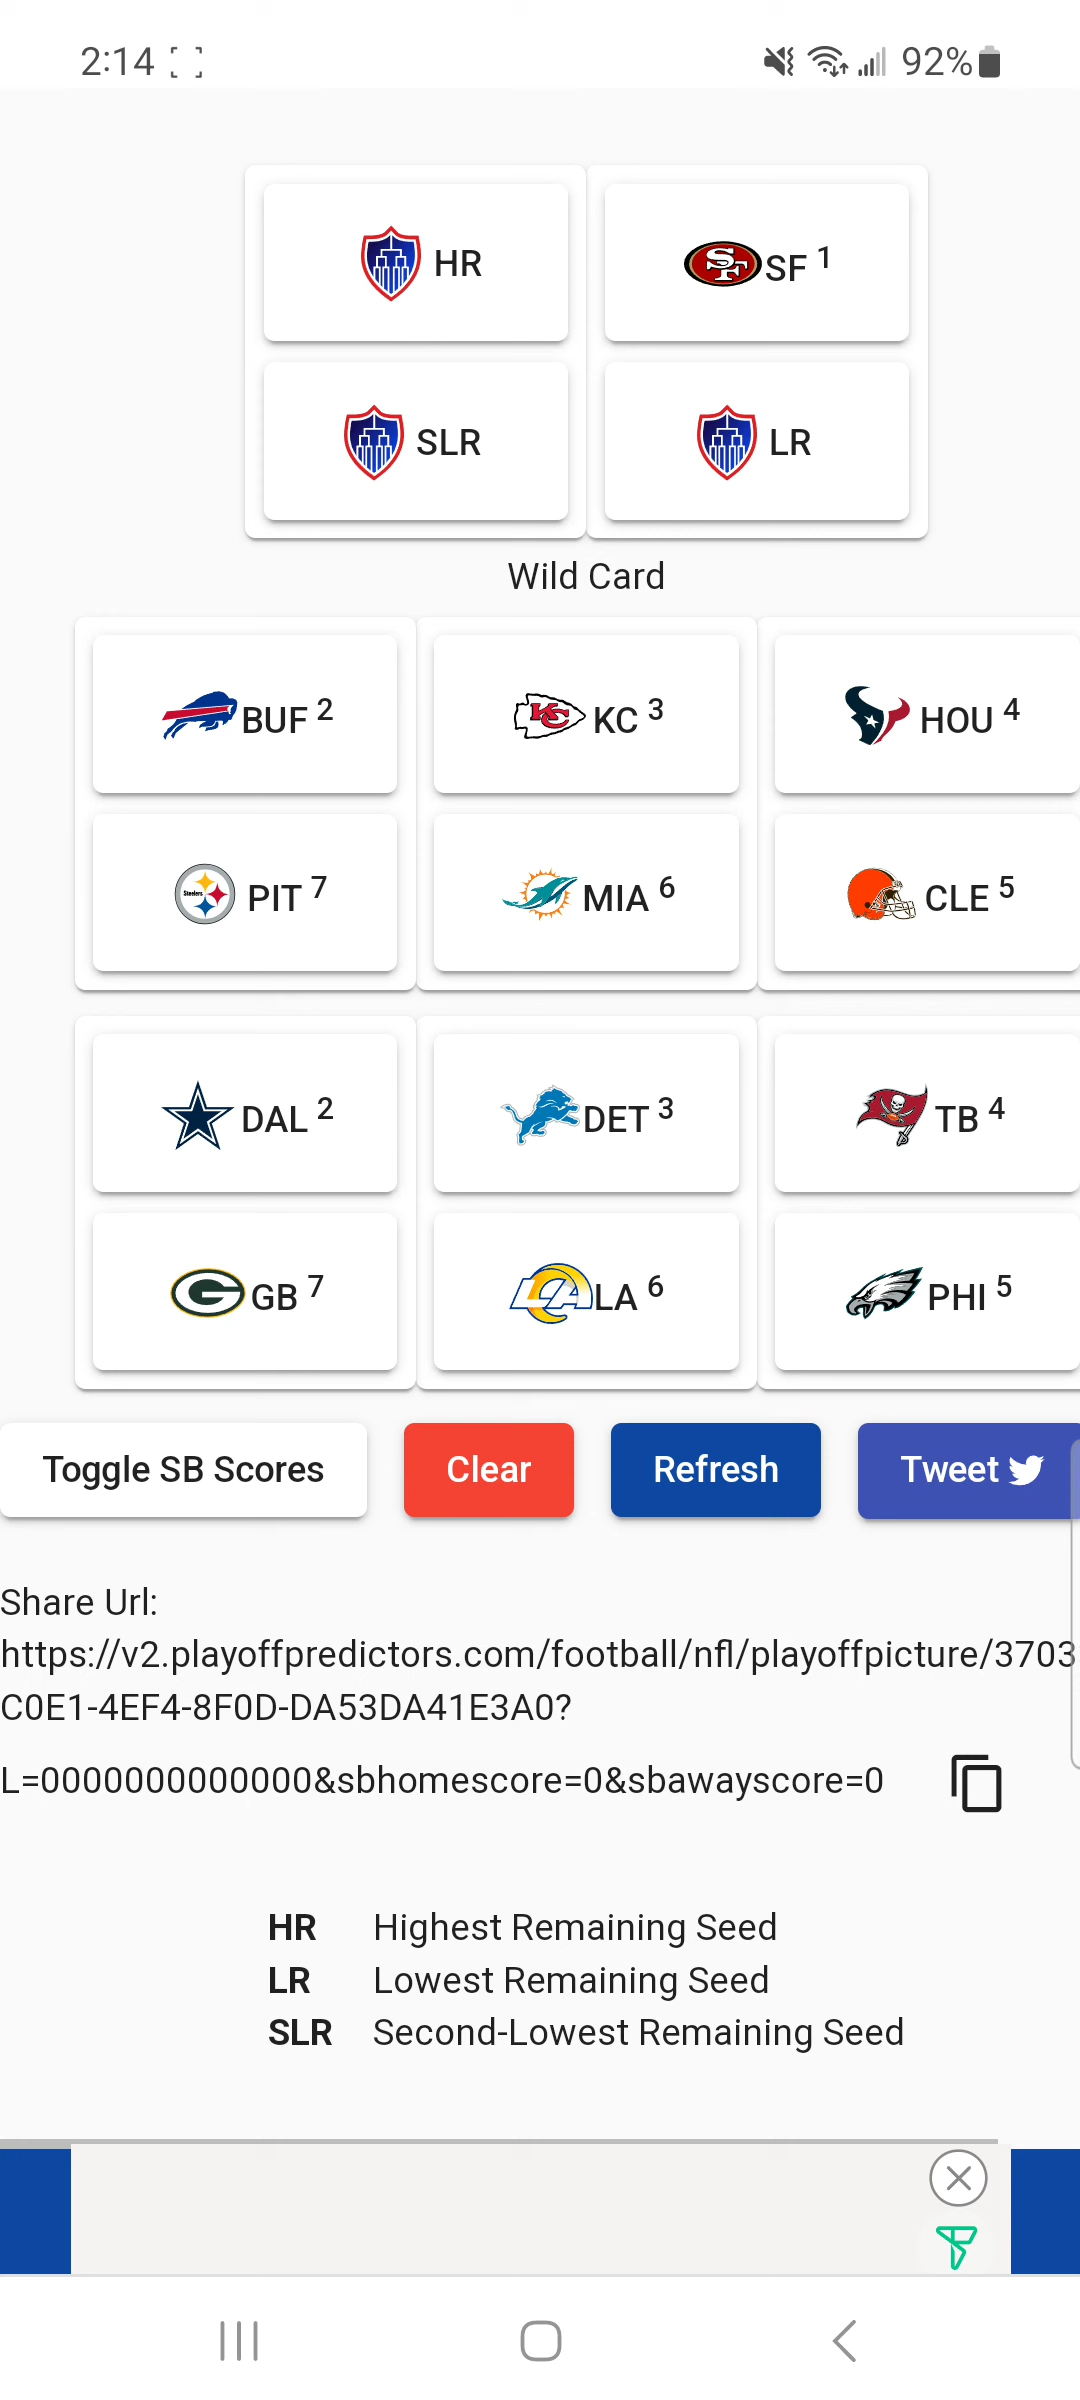 2:14 92%
HR SF 1
SLR LR
Wild Card
BUF 2 KC 3 HOU 4
Steelers PIT 7 MIA 6 CLE 5
DAL 2 DET 3 TB 4
GB 7 LA 6 PHI 5
Toggle SB Scores Clear Refresh Tweet
Share Url:
https://v2.playoffpredictors.com/football/nfl/playoffpicture/3703
C0E1-4EF4-8F0D-DA53DA41E3A0?
L=0000000000000&sbhomescore=0&sbawayscore=0
HR Highest Remaining Seed
LR Lowest Remaining Seed
SLR Second-Lowest Remaining Seed